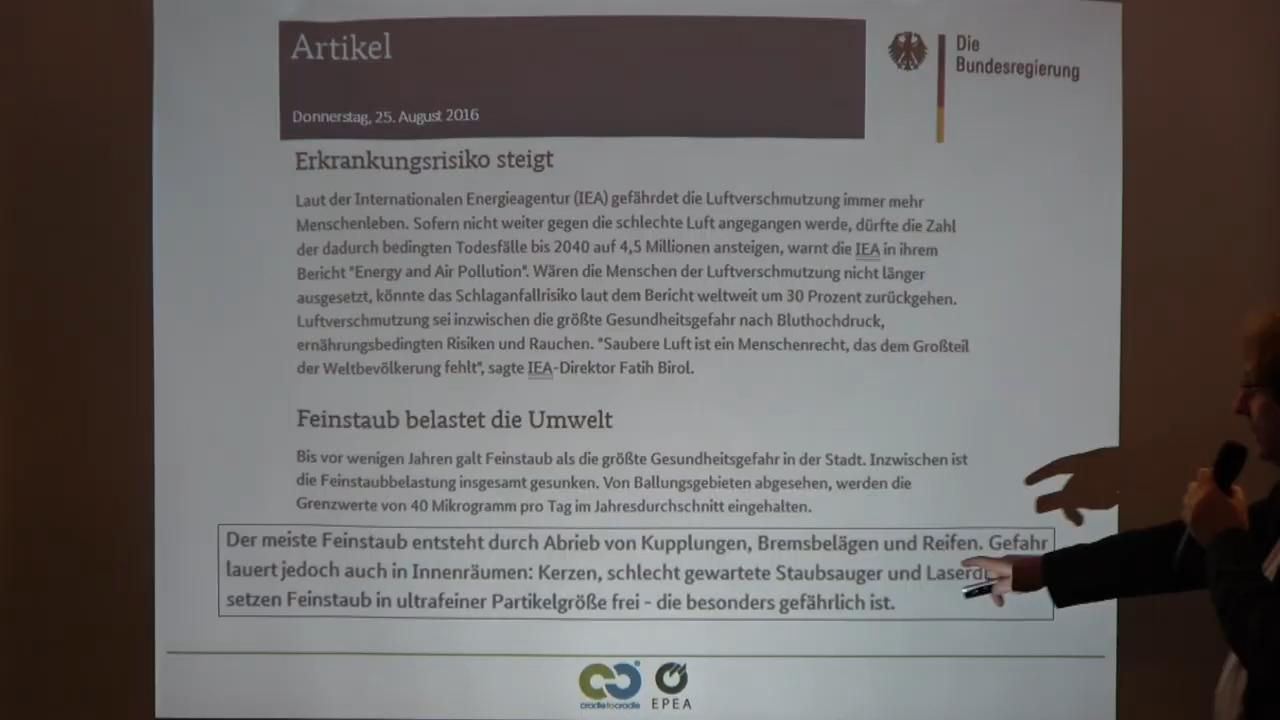 Artikel
Die
Bundesregierung
Donnerstag, 25. August 2016
Erkrankungsrisiko steigt
Laut der Internationalen Energieagentur (IEA) gefährdet die Luftverschmutzung immer mehr
Menschenleben. Sofern nicht weiter gegen die schlechte Luft angegangen werde, dürfte die Zahl
der dadurch bedingten Todesfälle bis 2040 auf 4,5 Millionen ansteigen, warnt die IEA in ihrem
Bericht "Energy and Air Pollution". Wären die Menschen der Luftverschmutzung nicht länger
ausgesetzt, könnte das Schlaganfallrisiko laut dem Bericht weltweit um 30 Prozent zurückgehen.
Luftverschmutzung sei inzwischen die größte Gesundheitsgefahr nach Bluthochdruck,
ernährungsbedingten Risiken und Rauchen. "Saubere Luft ist ein Menschenrecht, das dem Großteil
der Weltbevölkerung fehlt", sagte IEA-Direktor Fatih Birol.
Feinstaub belastet die Umwelt
Bis vor wenigen Jahren galt Feinstaub als die größte Gesundheitsgefahr in der Stadt. Inzwischen ist
die Feinstaubbelastung insgesamt gesunken. Von Ballungsgebieten abgesehen, werden die
Grenzwerte von 40 Mikrogramm pro Tag im Jahresdurchschnitt eingehalten.
Der meiste Feinstaub entsteht durch Abrieb von Kupplungen, Bremsbelägen und Reifen. Gefahr
lauert jedoch auch in Innenräumen: Kerzen, schlecht gewartete Staubsauger und
setzen Feinstaub in ultrafeiner Partikelgröße frei - die besonders gefährlich ist.
cradle to cradle
EPEA